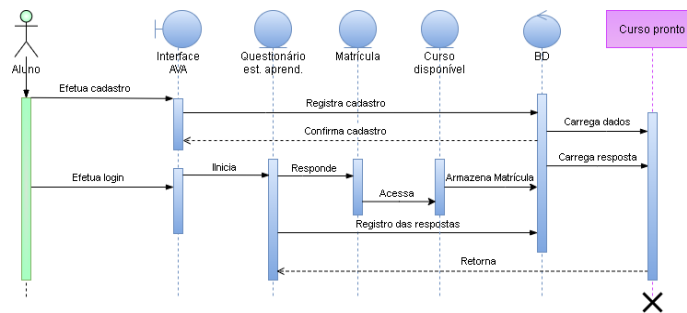 Aluno
Interface
AVA
Questionário
est. aprend.
Matrícula
Curso
disponível
BD
Curso pronto
Efetua cadastro
Registra cadastro
Confirma cadastro
Carrega dados
Carrega resposta
Efetua login
IInicia
Responde
Acessa
Armazena Matrícula
Registro das respostas
Retorna